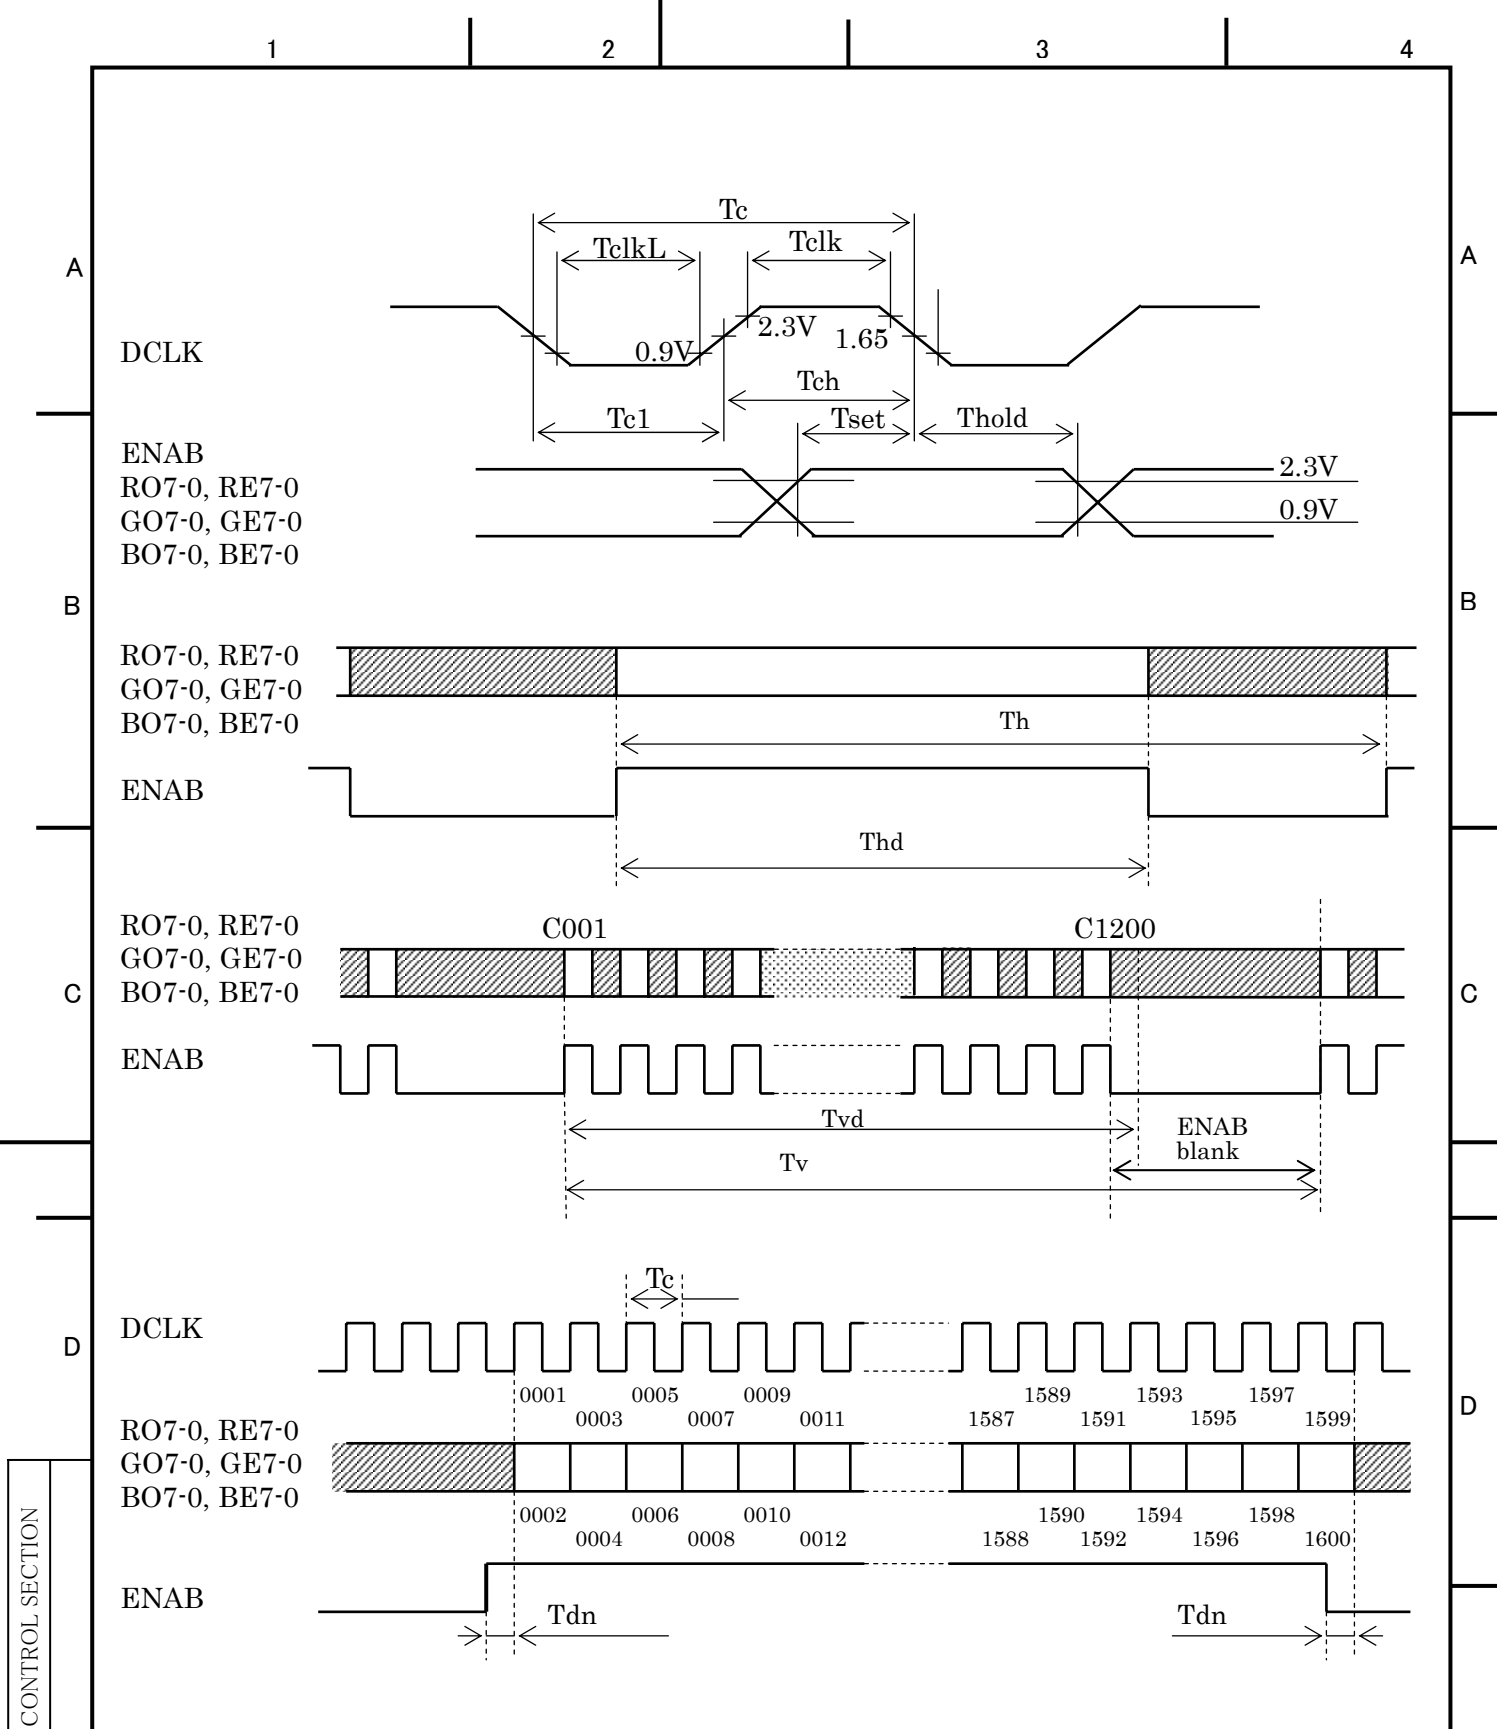 1 2 3 4
Tc
TclkL Tclk
A A
2.3V
1.65
DCLK 0.9V
Tch
Tc1 Tset Thold
ENAB
RO7-0, RE7-0 2.3V
GO7-0, GE7-0 0.9V
BO7-0, BE7-0
B B
RO7-0, RE7-0
GO7-0, GE7-0
BO7-0, BE7-0 Th
ENAB
Thd
RO7-0, RE7-0 C001 C1200
GO7-0, GE7-0
BO7-0, BE7-0
C C
ENAB
Tvd ENAB
blank
Tv
Tc
DCLK
D D
0001 0005 0009 1589 1593 1597
0003 0007 0011 1587 1591 1595 1599
RO7-0, RE7-0
GO7-0, GE7-0
BO7-0, BE7-0
0002 0006 0010 1590 1594 1598
0004 0008 0012 1588 1592 1596 1600
ENAB
Tdn Tdn
CONTROL SECTION